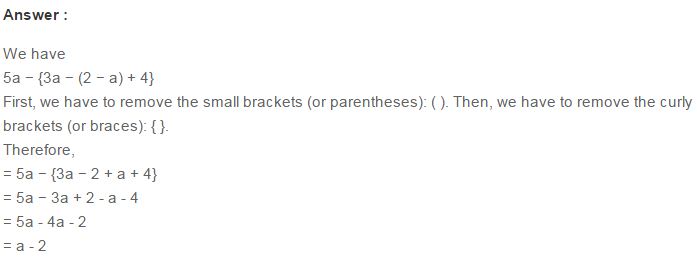 Answer :
We have
5a − {3a − (2 − a) + 4}
First, we have to remove the small brackets (or parentheses): ( ). Then, we have to remove the curly
brackets (or braces): { }.
Therefore,
= 5a − {3a − 2 + a + 4}
= 5a − 3a + 2 - a - 4
= 5a - 4a - 2
= a - 2